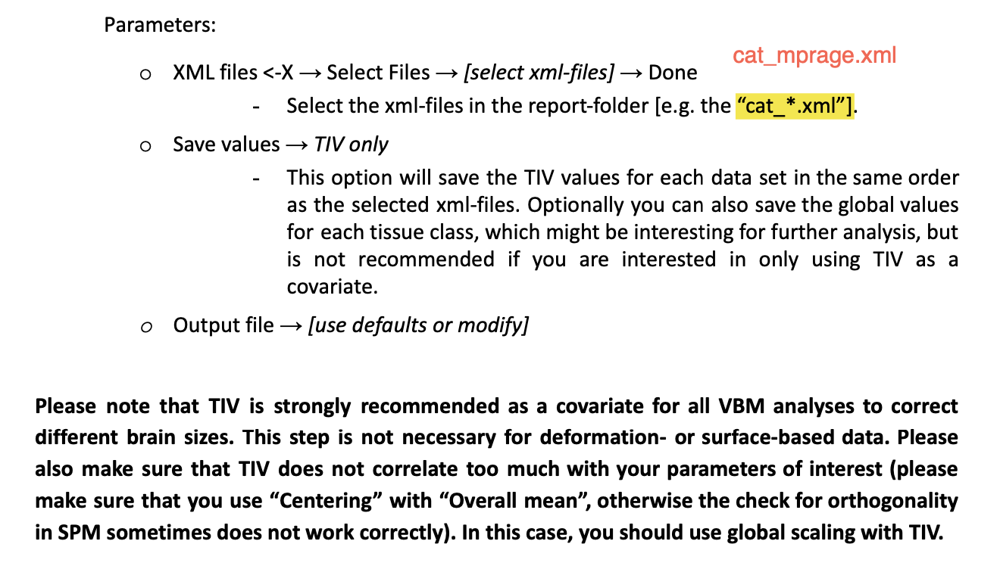 Parameters:
cat_mprage.xml
o XML files <-X → Select Files → [select xml-files] → Done
- Select the xml-files in the report-folder [e.g. the “cat_*.xml”].
o Save values → TIV only
- This option will save the TIV values for each data set in the same order
as the selected xml-files. Optionally you can also save the global values
for each tissue class, which might be interesting for further analysis, but
is not recommended if you are interested in only using TIV as a
covariate.
o Output file → [use defaults or modify]
Please note that TIV is strongly recommended as a covariate for all VBM analyses to correct
different brain sizes. This step is not necessary for deformation- or surface-based data. Please
also make sure that TIV does not correlate too much with your parameters of interest (please
make sure that you use “Centering” with “Overall mean”, otherwise the check for orthogonality
in SPM sometimes does not work correctly). In this case, you should use global scaling with TIV.